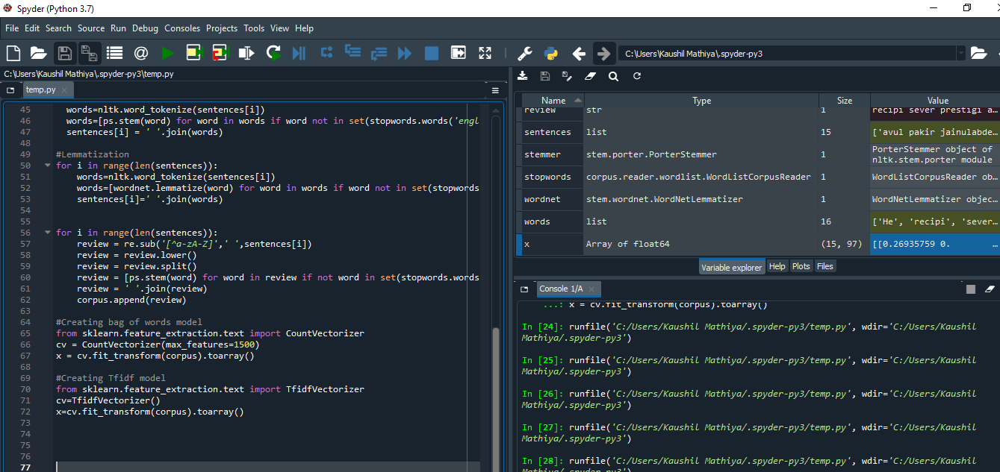 Spyder (Python 3.7)
File Edit Search Source Run Debug Consoles Projects Tools View Help
C:\Users\Kaushil Mathiya\.spyder-py3
C:\Users\Kaushil Mathiya\.spyder-py3\temp.py
temp.py
45 words=nltk.word_tokenize(sentences[i])
46 words=[ps.stem(word) for word in words if word not in set(stopwords.words('engl
47 sentences[i] = ' '.join(words)
48
49 #Lemmatization
50 for i in range(len(sentences)):
51 words=nltk.word_tokenize(sentences[i])
52 words=[wordnet.lemmatize(word) for word in words if word not in set(stopwords
53 sentences[i]=' '.join(words)
54
55
56 for i in range(len(sentences)):
57 review = re.sub('[^a-zA-Z]',' ',sentences[i])
58 review = review.lower()
59 review = review.split()
60 review = [ps.stem(word) for word in review if not word in set(stopwords.words
61 review = ' '.join(review)
62 corpus.append(review)
63
64 #Creating bag of words model
65 from sklearn.feature_extraction.text import CountVectorizer
66 cv = CountVectorizer(max_features=1500)
67 x = cv.fit_transform(corpus).toarray()
68
69 #Creating Tfidf model
70 from sklearn.feature_extraction.text import TfidfVectorizer
71 cv=TfidfVectorizer()
72 x=cv.fit_transform(corpus).toarray()
73
74
75
76
77
Name Type Size Value
review str 1 recipi sever prestigi a...
sentences list 15 ['avul pakir jainulabde...
stemmer stem.porter.PorterStemmer 1 PorterStemmer object of
nltk.stem.porter module
stopwords corpus.reader.wordlist.WordListCorpusReader 1 WordListCorpusReader ob...
wordnet stem.wordnet.WordNetLemmatizer 1 WordNetLemmatizer objec...
words list 16 ['He', 'recipi', 'sever...
x Array of float64 (15, 97) [[0.26935759 0. ...
Variable explorer Help Plots Files
Console 1/A
...: x = cv.fit_transform(corpus).toarray()
In [24]: runfile('C:/Users/Kaushil Mathiya/.spyder-py3/temp.py', wdir='C:/Users/Kaushil
Mathiya/.spyder-py3')
In [25]: runfile('C:/Users/Kaushil Mathiya/.spyder-py3/temp.py', wdir='C:/Users/Kaushil
Mathiya/.spyder-py3')
In [26]: runfile('C:/Users/Kaushil Mathiya/.spyder-py3/temp.py', wdir='C:/Users/Kaushil
Mathiya/.spyder-py3')
In [27]: runfile('C:/Users/Kaushil Mathiya/.spyder-py3/temp.py', wdir='C:/Users/Kaushil
Mathiya/.spyder-py3')
In [28]: runfile('C:/Users/Kaushil Mathiya/.spyder-py3/temp.py', wdir='C:/Users/Kaushil
Mathiya/.spyder-py3')